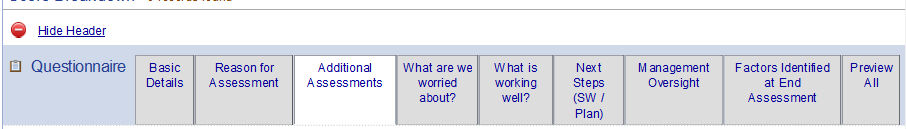 Hide Header
Questionnaire
Basic Details
Reason for Assessment
Additional Assessments
What are we worried about?
What is working well?
Next Steps (SW / Plan)
Management Oversight
Factors Identified at End Assessment
Preview All